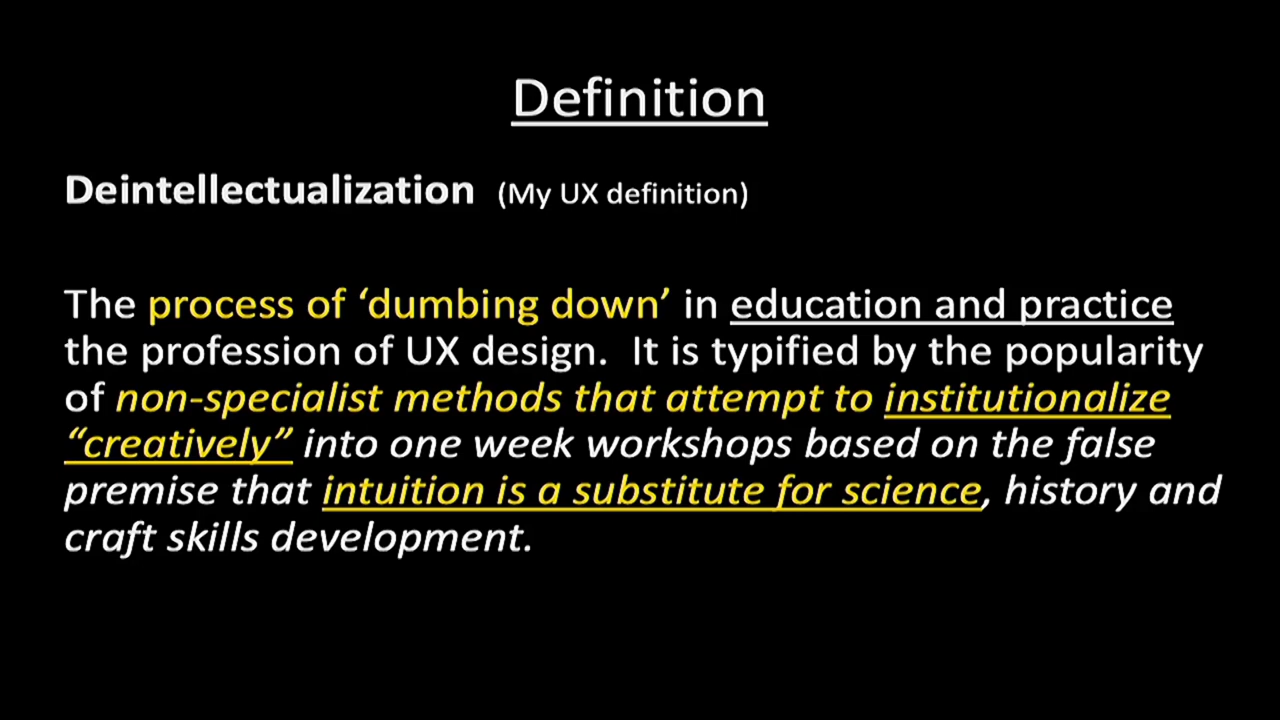 Definition
Deintellectualization (My UX definition)
The process of ‘dumbing down’ in education and practice
the profession of UX design. It is typified by the popularity
of non-specialist methods that attempt to institutionalize
“creatively” into one week workshops based on the false
premise that intuition is a substitute for science, history and
craft skills development.